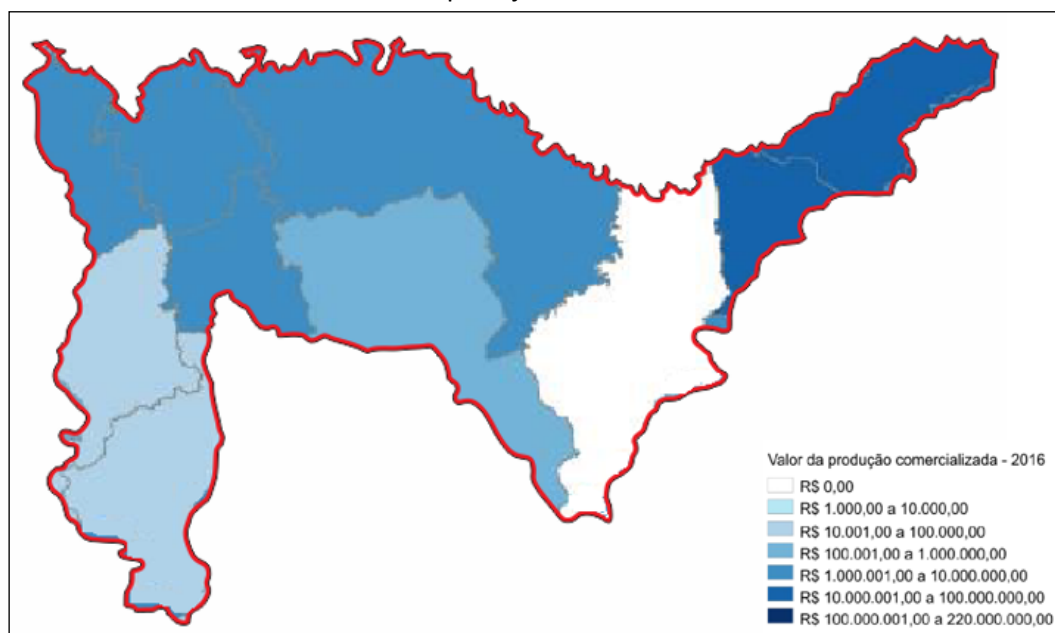 Valor da produção comercializada - 2016
R$ 0,00
R$ 1.000,00 a 10.000,00
R$ 10.001,00 a 100.000,00
R$ 100.001,00 a 1.000.000,00
R$ 1.000.001,00 a 10.000.000,00
R$ 10.000.001,00 a 100.000.000,00
R$ 100.000.001,00 a 220.000.000,00